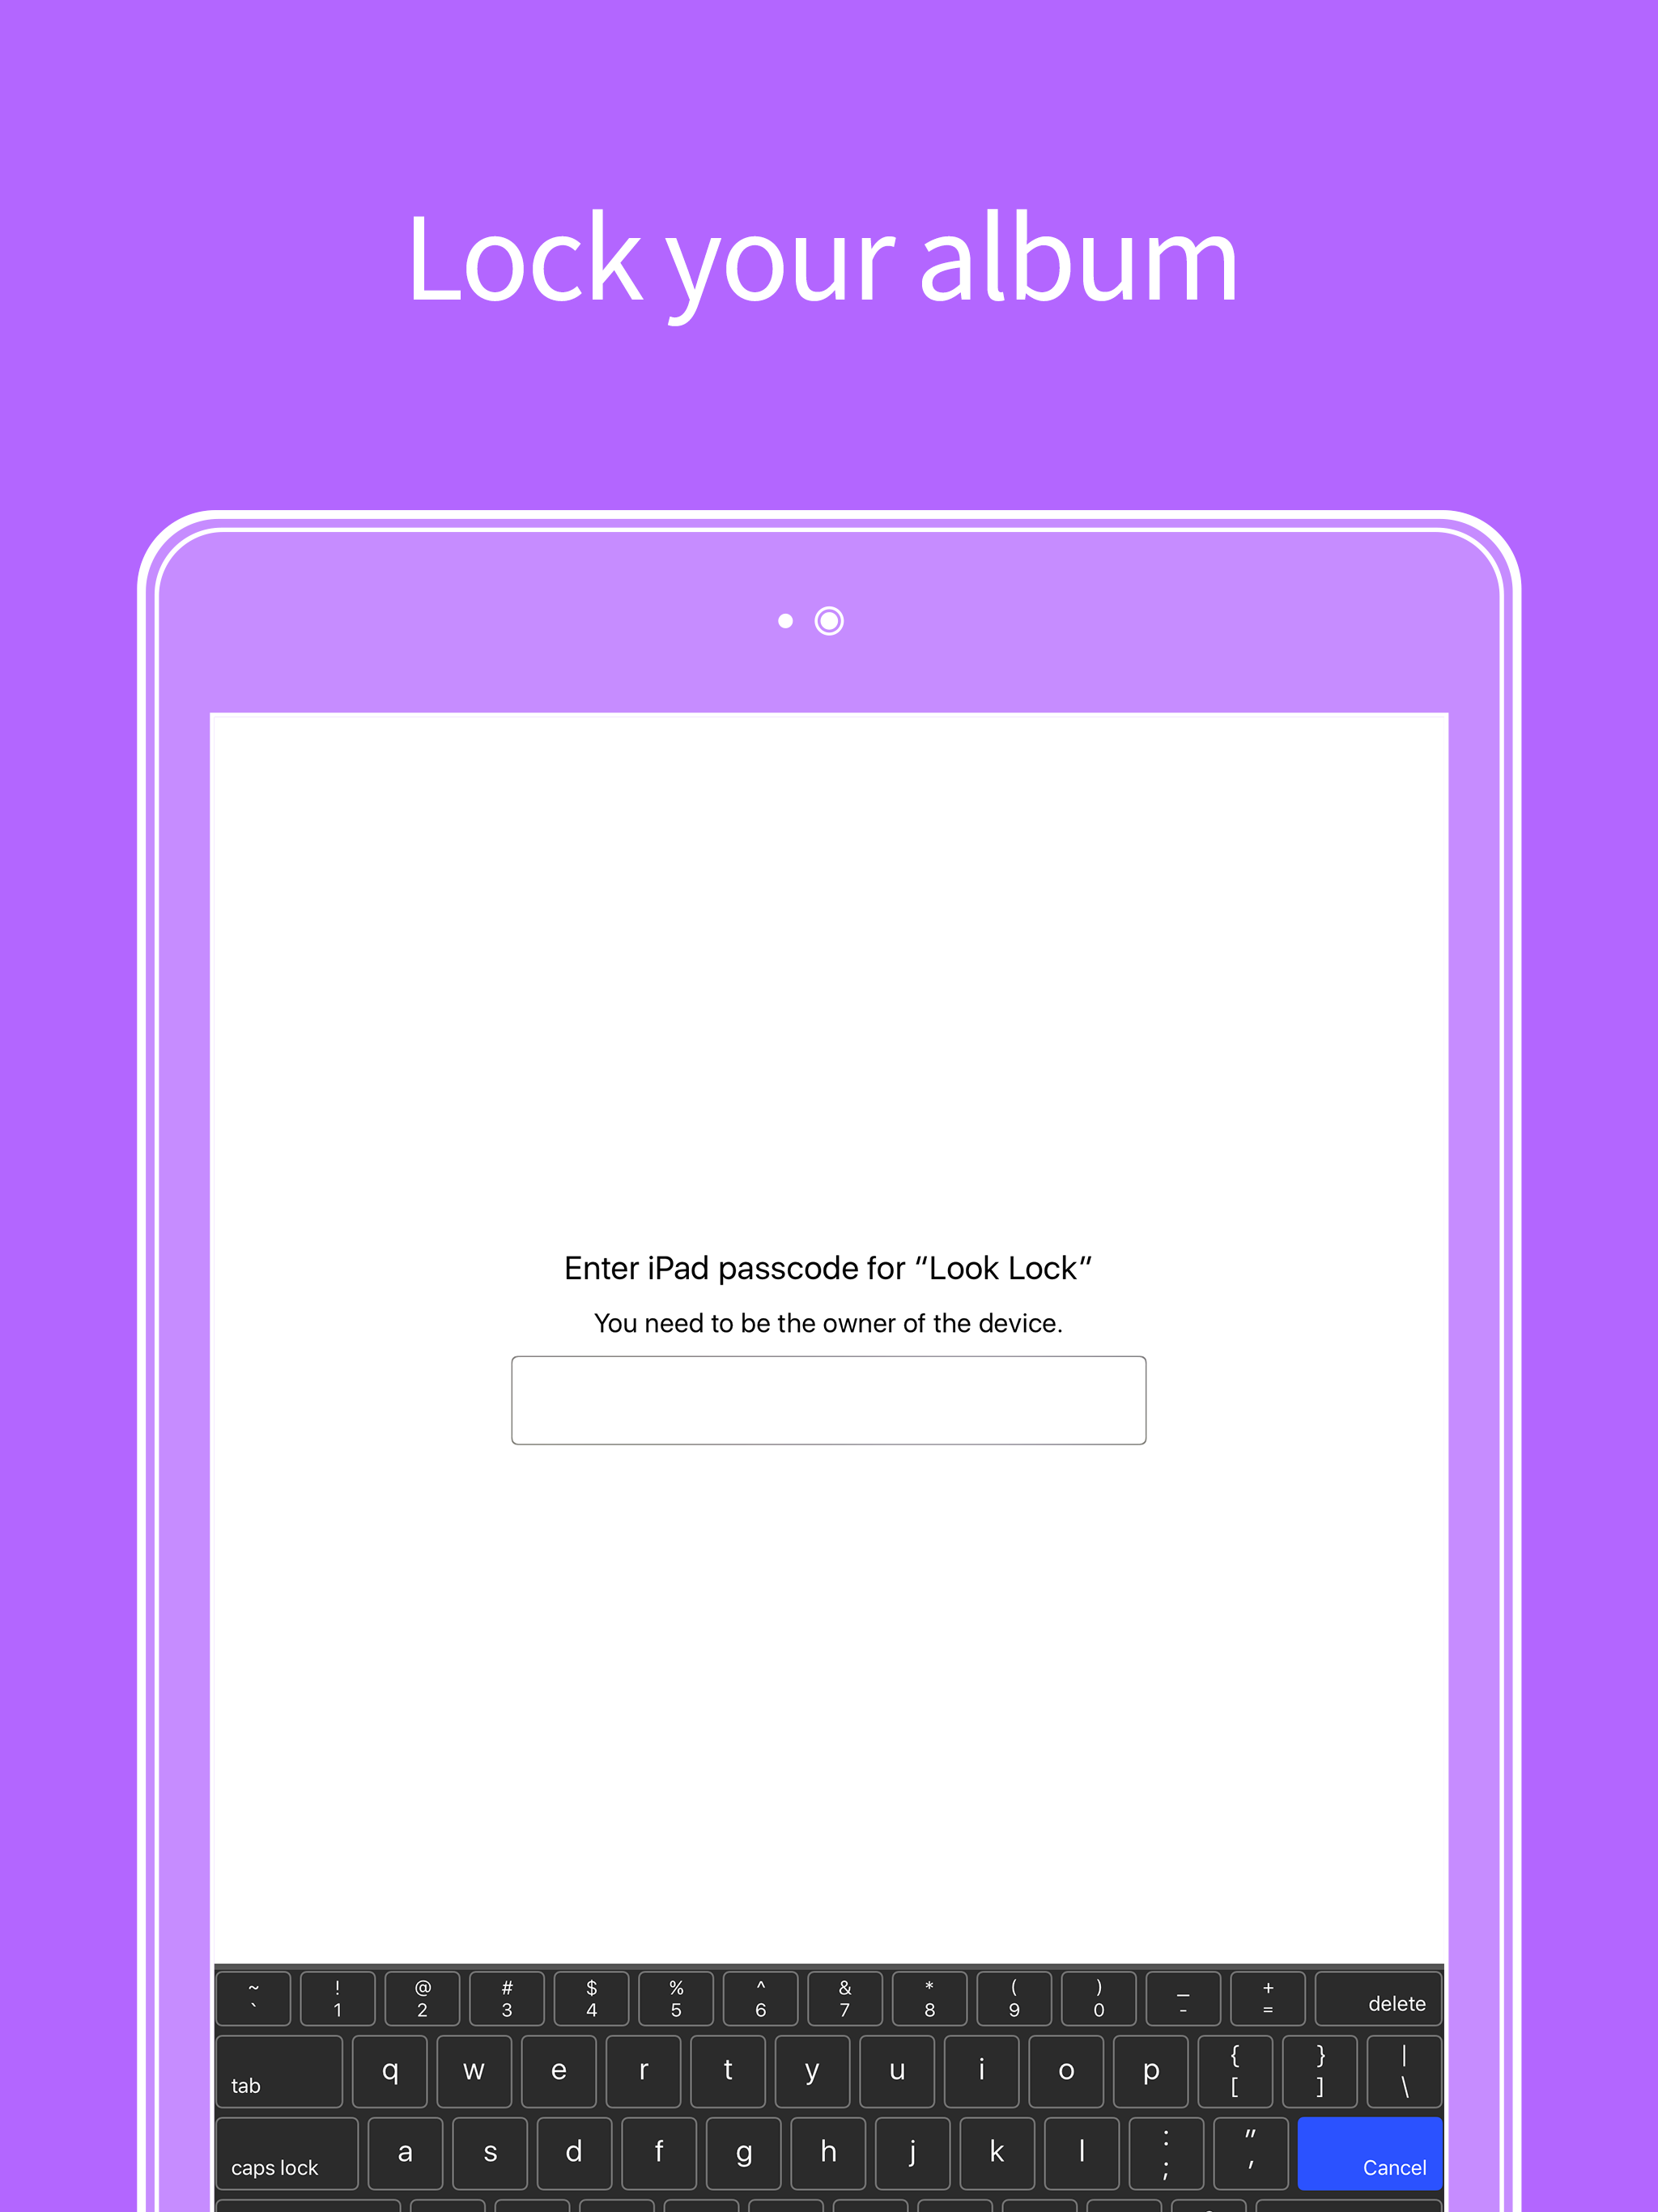 Lock your album
Enter iPad passcode for “Look Lock”
You need to be the owner of the device.
~ ! @ # $ % ^ & * ( ) _ +
` 1 2 3 4 5 6 7 8 9 0 - = delete
tab q w e r t y u i o p { } |
[ ] \
caps lock a s d f g h j k l : "
; ' Cancel